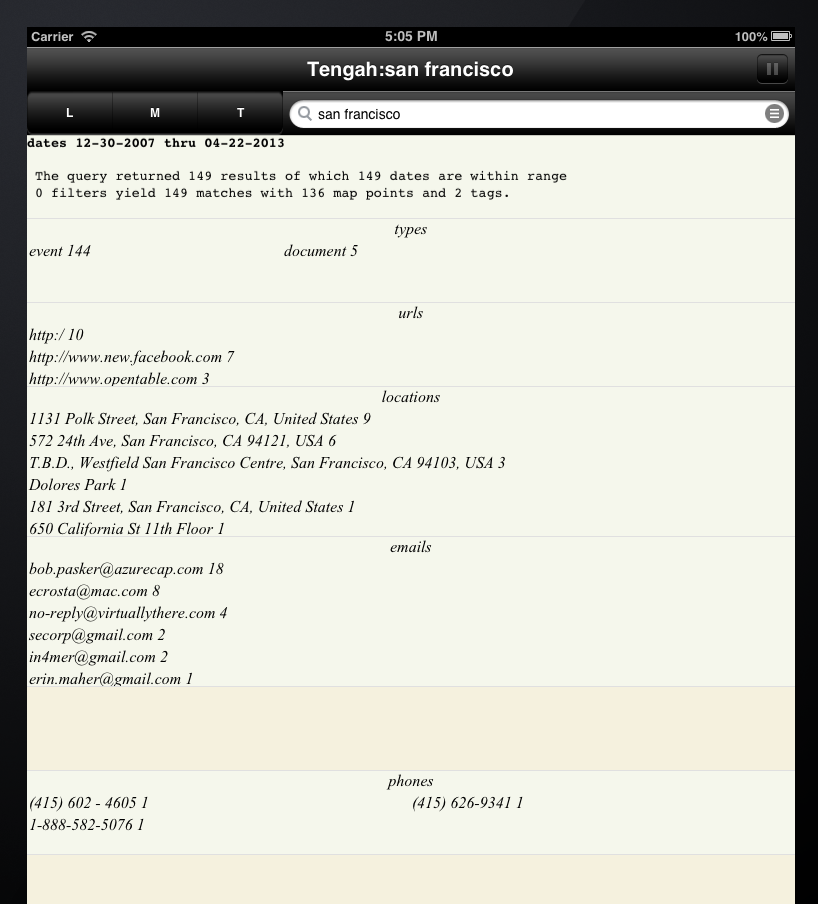 Carrier 5:05 PM 100%
Tengah:san francisco
L M T san francisco
dates 12-30-2007 thru 04-22-2013
The query returned 149 results of which 149 dates are within range
0 filters yield 149 matches with 136 map points and 2 tags.
types
event 144 document 5
urls
http:/ 10
http://www.new.facebook.com 7
http://www.opentable.com 3
locations
1131 Polk Street, San Francisco, CA, United States 9
572 24th Ave, San Francisco, CA 94121, USA 6
T.B.D., Westfield San Francisco Centre, San Francisco, CA 94103, USA 3
Dolores Park 1
181 3rd Street, San Francisco, CA, United States 1
650 California St 11th Floor 1
emails
bob.pasker@azurecap.com 18
ecrosta@mac.com 8
no-reply@virtuallythere.com 4
secorp@gmail.com 2
in4mer@gmail.com 2
erin.maher@gmail.com 1
phones
(415) 602 - 4605 1 (415) 626-9341 1
1-888-582-5076 1